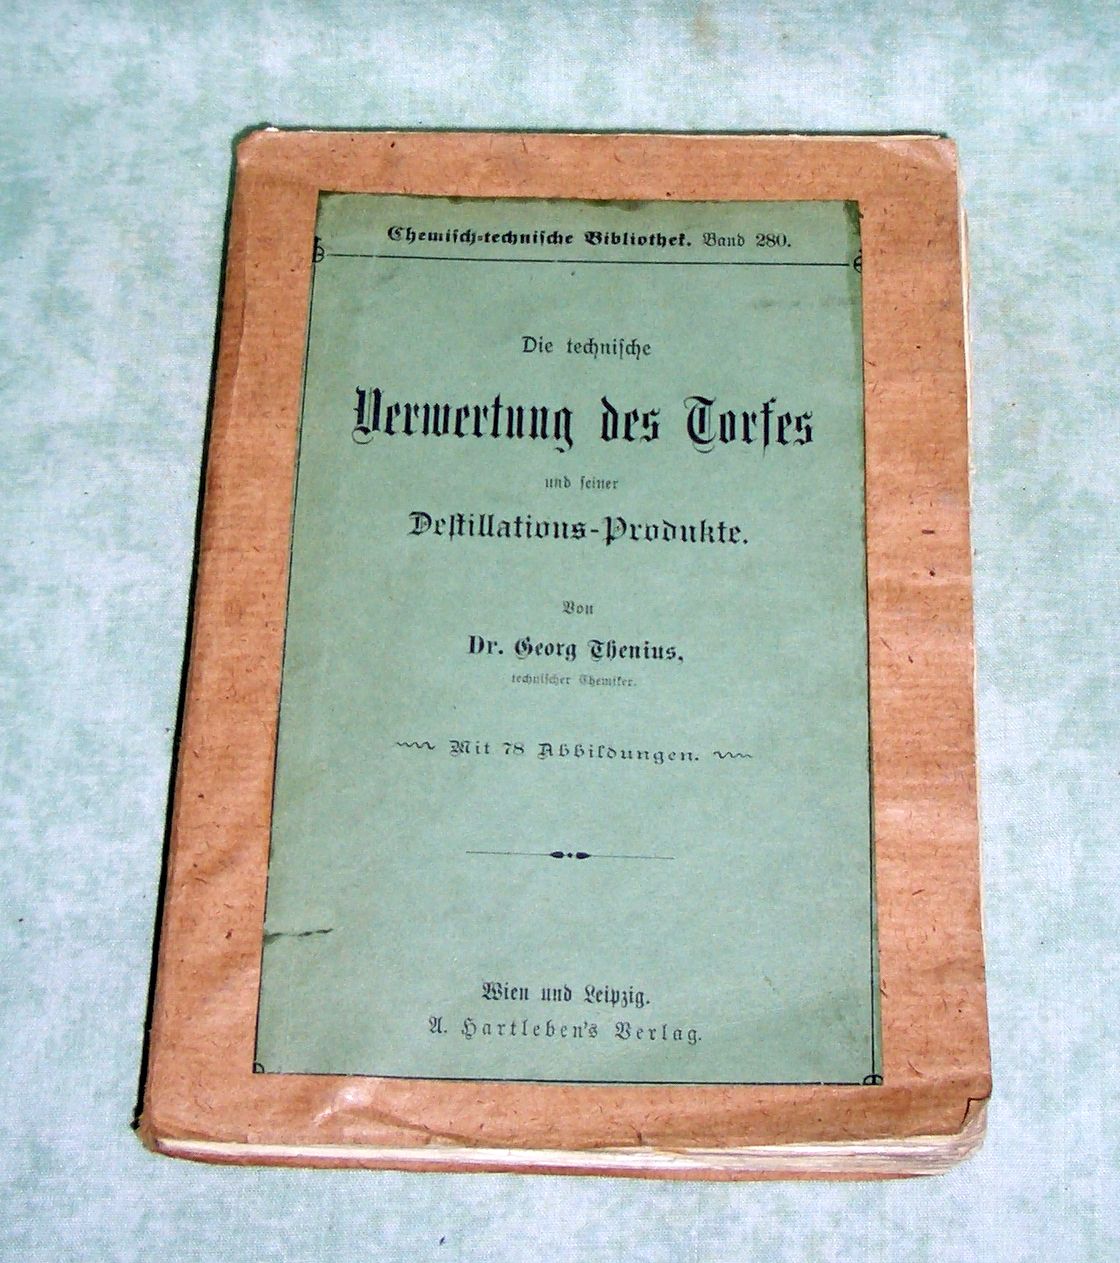 Chemiſch-techniſche Bibliothek. Band 280.
Die techniſche
Verwertung des Torfes
und ſeiner
Deſtillations-Produkte.
Von
Dr. Georg Thenius,
techniſcher Chemiker.
Mit 78 Abbildungen.
Wien und Leipzig.
A. Hartleben's Verlag.